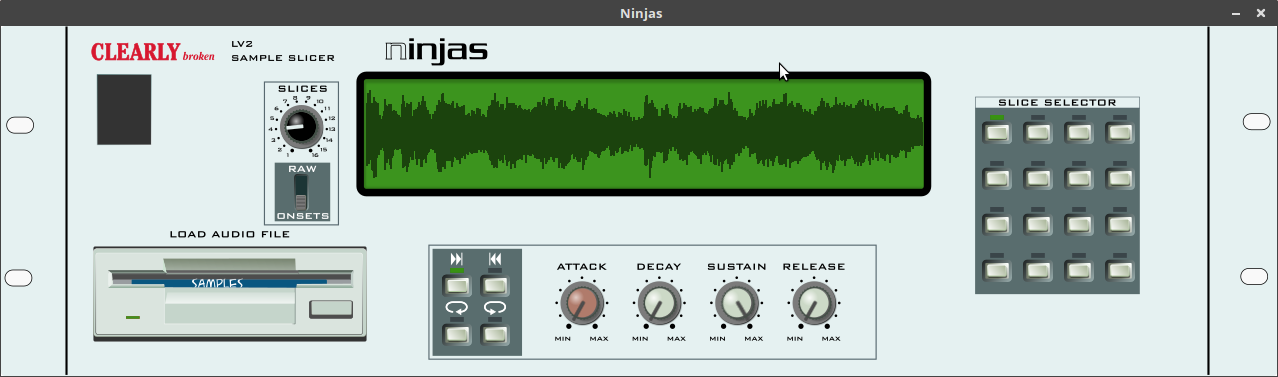 Ninjas
CLEARLY broken
LV2
SAMPLE SLICER
ninjas
SLICES
1 2 3 4 5 6 7 8 9 10 11 12 13 14 15 16
RAW
ONSETS
SLICE SELECTOR
LOAD AUDIO FILE
SAMPLES
ATTACK DECAY SUSTAIN RELEASE
MIN MAX MIN MAX MIN MAX MIN MAX